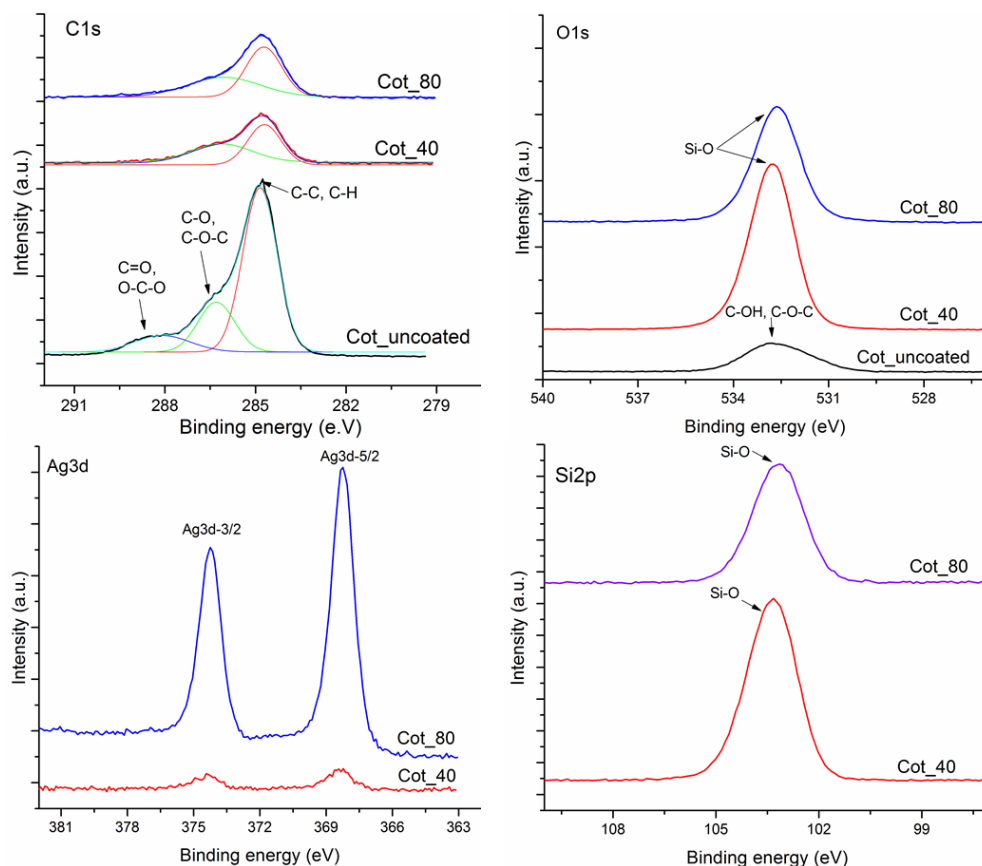 C1s
Cot_80
Cot_40
C-C, C-H
C-O,
C-O-C
C=O,
O-C-O
Cot_uncoated
Intensity (a.u.)
291 288 285 282 279
Binding energy (e.V)
O1s
Si-O
Cot_80
Cot_40
C-OH, C-O-C
Cot_uncoated
Intensity (a.u.)
540 537 534 531 528
Binding energy (eV)
Ag3d
Ag3d-5/2
Ag3d-3/2
Cot_80
Cot_40
Intensity (a.u.)
381 378 375 372 369 366 363
Binding energy (eV)
Si2p
Si-O
Cot_80
Si-O
Cot_40
Intensity (a.u.)
108 105 102 99
Binding energy (eV)